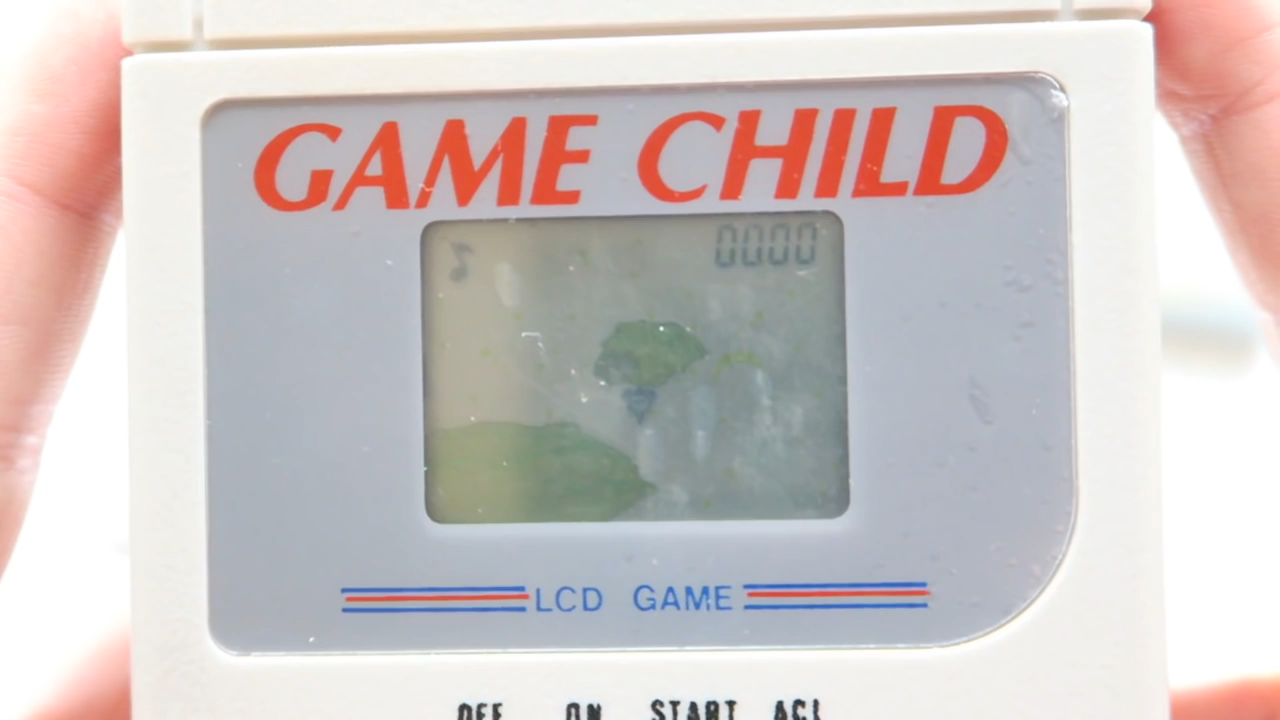 GAME CHILD
♪ 0000
LCD GAME
OFF ON START ACL